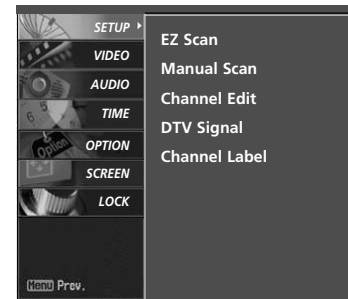 SETUP
VIDEO
AUDIO
TIME
OPTION
SCREEN
LOCK
Menu Prev.
EZ Scan
Manual Scan
Channel Edit
DTV Signal
Channel Label